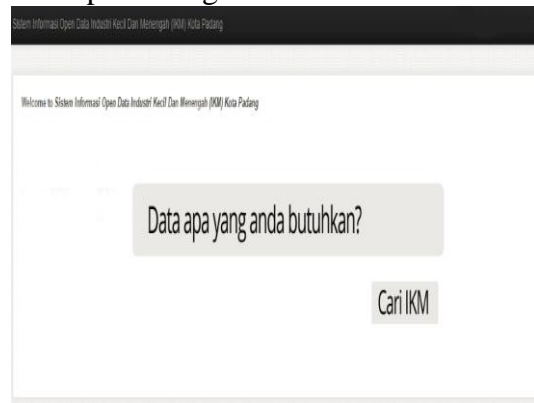 Sistem Informasi Open Data Industri Kecil Dan Menengah (IKM) Kota Padang
Welcome to Sistem Informasi Open Data Industri Kecil Dan Menengah (IKM) Kota Padang
Data apa yang anda butuhkan?
Cari IKM